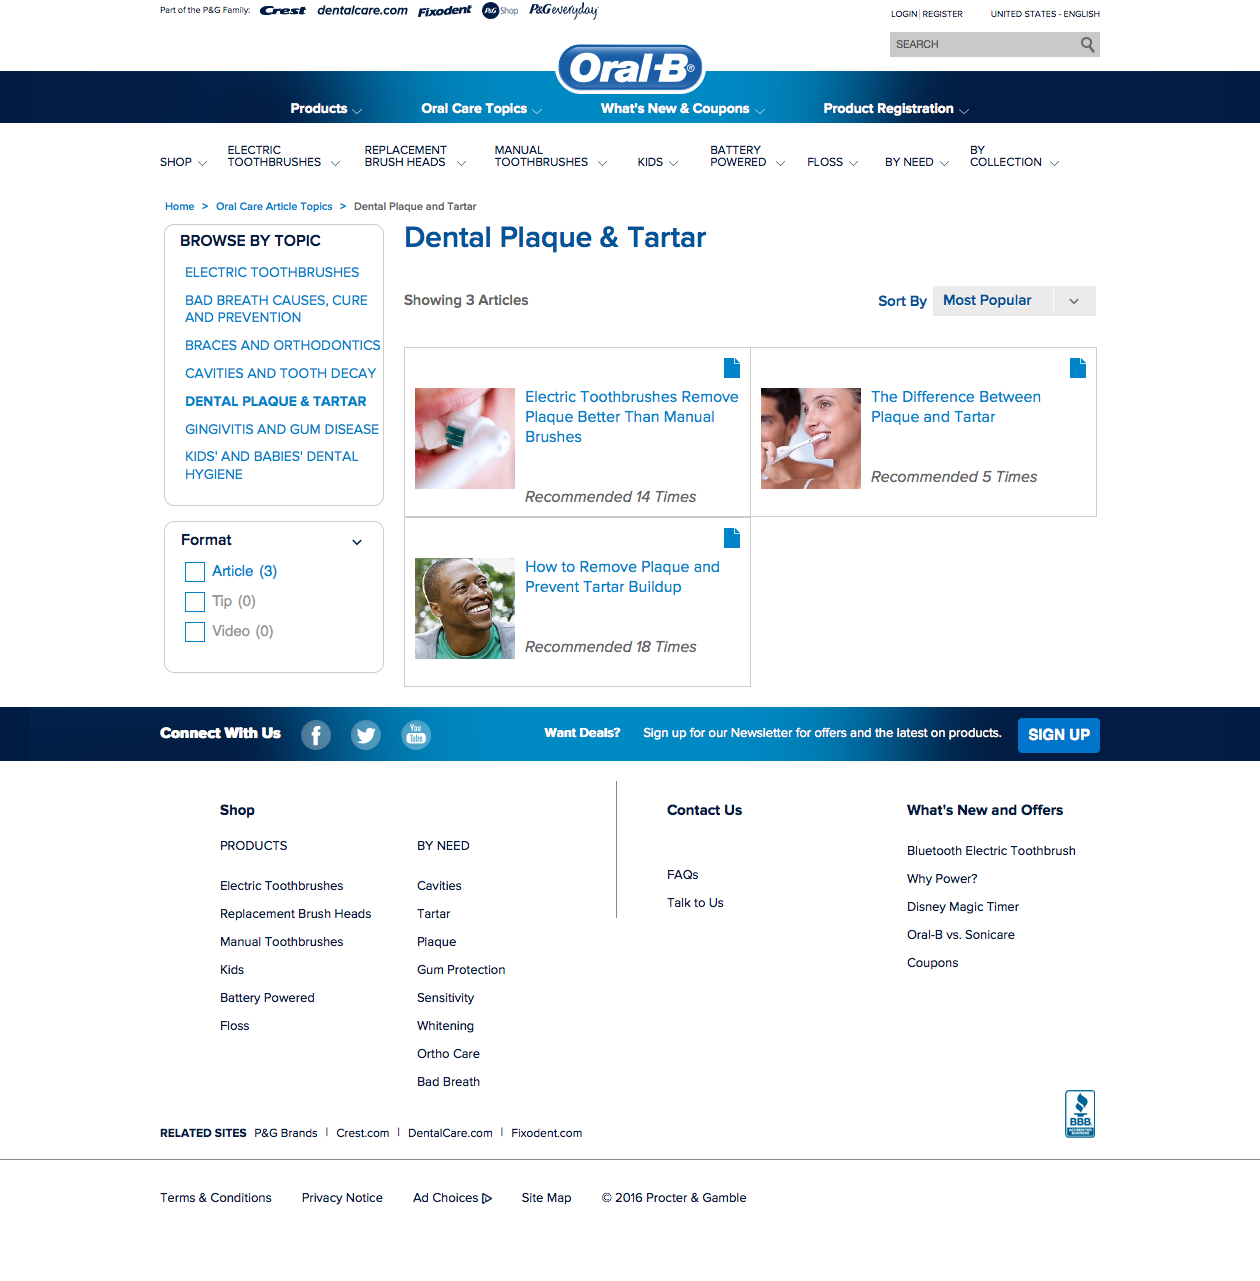 Part of the P&G Family: Crest dentalcare.com Fixodent P&G Shop P&G everyday
LOGIN | REGISTER UNITED STATES - ENGLISH
SEARCH
Oral-B®
Products Oral Care Topics What's New & Coupons Product Registration
SHOP
ELECTRIC
TOOTHBRUSHES
REPLACEMENT
BRUSH HEADS
MANUAL
TOOTHBRUSHES
KIDS
BATTERY
POWERED
FLOSS
BY NEED
BY
COLLECTION
Home > Oral Care Article Topics > Dental Plaque and Tartar
BROWSE BY TOPIC
ELECTRIC TOOTHBRUSHES
BAD BREATH CAUSES, CURE
AND PREVENTION
BRACES AND ORTHODONTICS
CAVITIES AND TOOTH DECAY
DENTAL PLAQUE & TARTAR
GINGIVITIS AND GUM DISEASE
KIDS' AND BABIES' DENTAL
HYGIENE
Format
Article (3)
Tip (0)
Video (0)
Dental Plaque & Tartar
Showing 3 Articles
Sort By Most Popular
Electric Toothbrushes Remove
Plaque Better Than Manual
Brushes
Recommended 14 Times
The Difference Between
Plaque and Tartar
Recommended 5 Times
How to Remove Plaque and
Prevent Tartar Buildup
Recommended 18 Times
Connect With Us
You
Tube
Want Deals? Sign up for our Newsletter for offers and the latest on products. SIGN UP
Shop
PRODUCTS
Electric Toothbrushes
Replacement Brush Heads
Manual Toothbrushes
Kids
Battery Powered
Floss
BY NEED
Cavities
Tartar
Plaque
Gum Protection
Sensitivity
Whitening
Ortho Care
Bad Breath
Contact Us
FAQs
Talk to Us
What's New and Offers
Bluetooth Electric Toothbrush
Why Power?
Disney Magic Timer
Oral-B vs. Sonicare
Coupons
BBB.
ACCREDITED
BUSINESS
RELATED SITES P&G Brands | Crest.com | DentalCare.com | Fixodent.com
Terms & Conditions Privacy Notice Ad Choices Site Map © 2016 Procter & Gamble